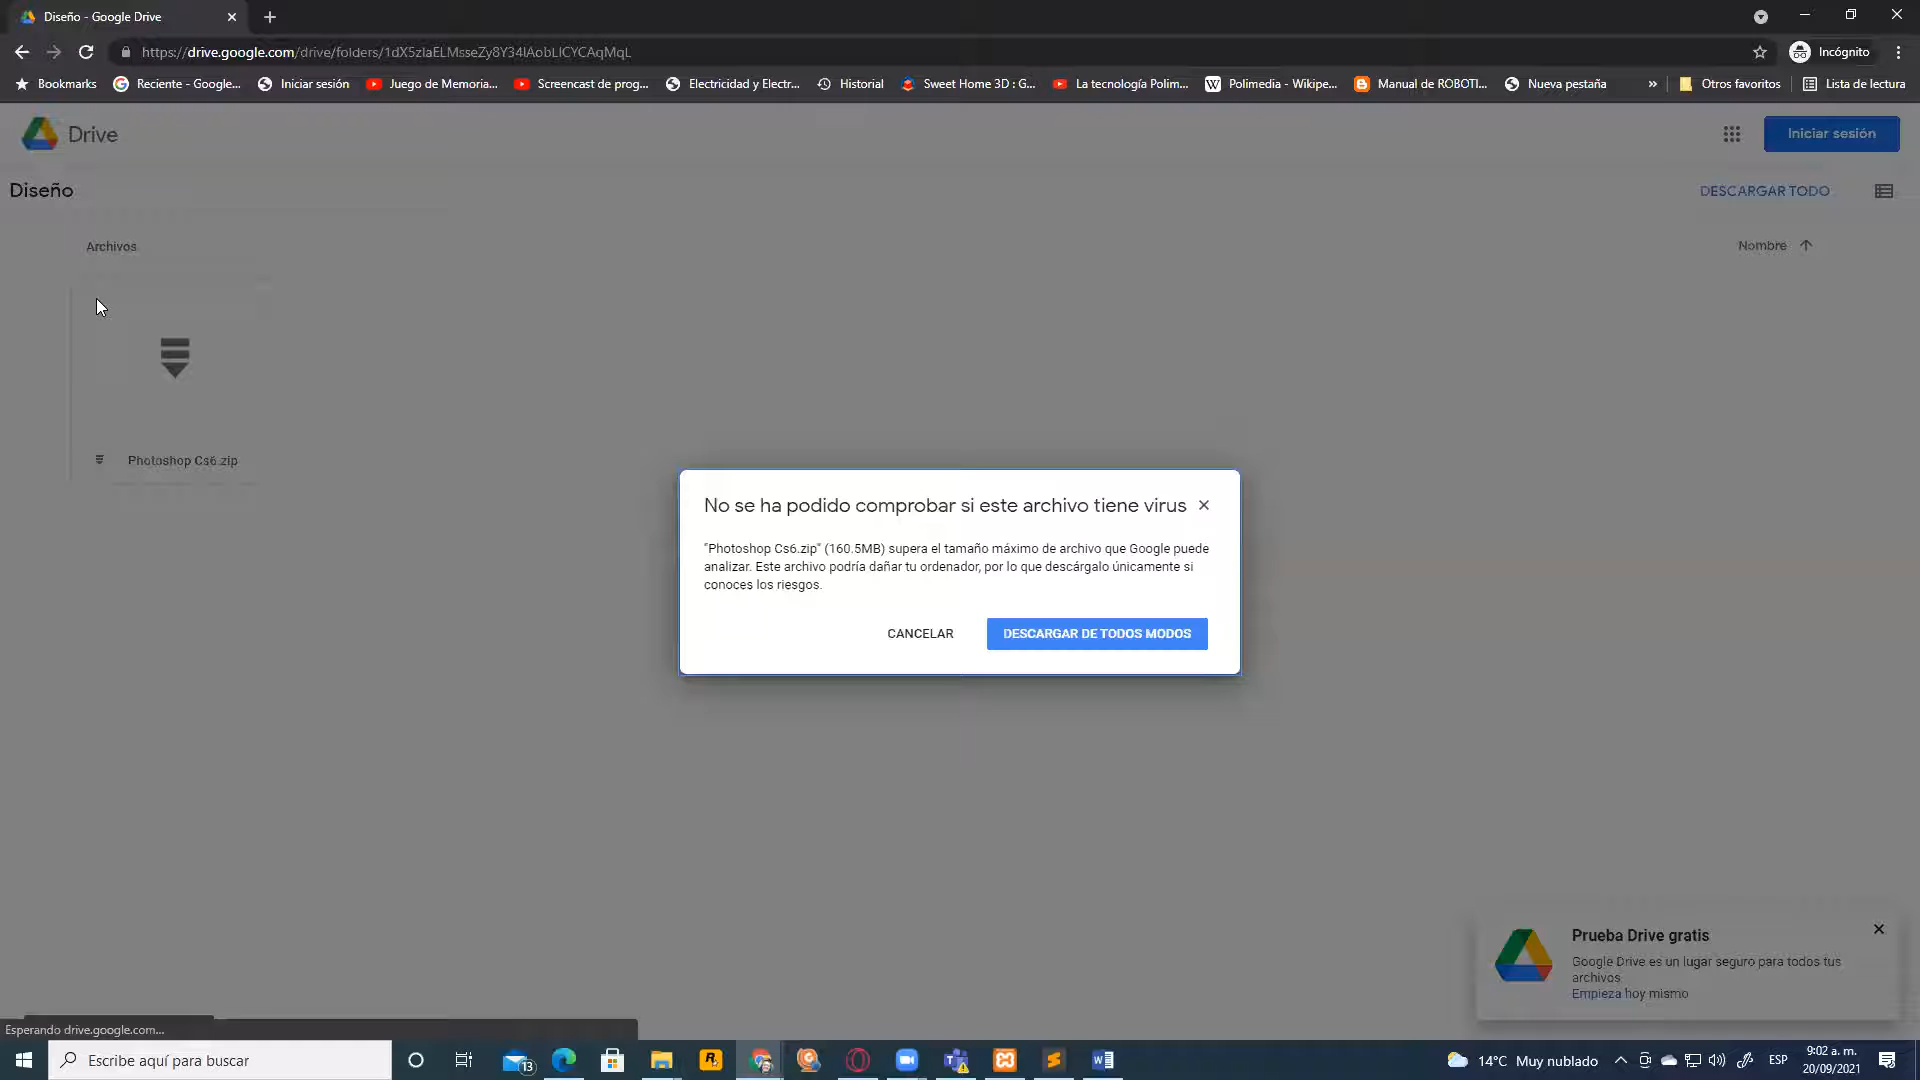 Diseño - Google Drive
https://drive.google.com/drive/folders/1dX5zIaELMsseZy8Y34lAobLlCYCAqMqL
Incógnito
Bookmarks
Reciente - Google...
Iniciar sesión
Juego de Memoria...
Screencast de prog...
Electricidad y Electr...
Historial
Sweet Home 3D : G...
La tecnología Polim...
Polimedia - Wikipe...
Manual de ROBOTI...
Nueva pestaña
»
Otros favoritos
Lista de lectura
Drive
Iniciar sesión
Diseño
DESCARGAR TODO
Archivos
Nombre
Photoshop Cs6.zip
No se ha podido comprobar si este archivo tiene virus
"Photoshop Cs6.zip" (160.5MB) supera el tamaño máximo de archivo que Google puede
analizar. Este archivo podría dañar tu ordenador, por lo que descárgalo únicamente si
conoces los riesgos.
CANCELAR
DESCARGAR DE TODOS MODOS
Prueba Drive gratis
Google Drive es un lugar seguro para todos tus
archivos
Empieza hoy mismo
Esperando drive.google.com...
Escribe aquí para buscar
13
14°C Muy nublado
ESP
9:02 a. m.
20/09/2021